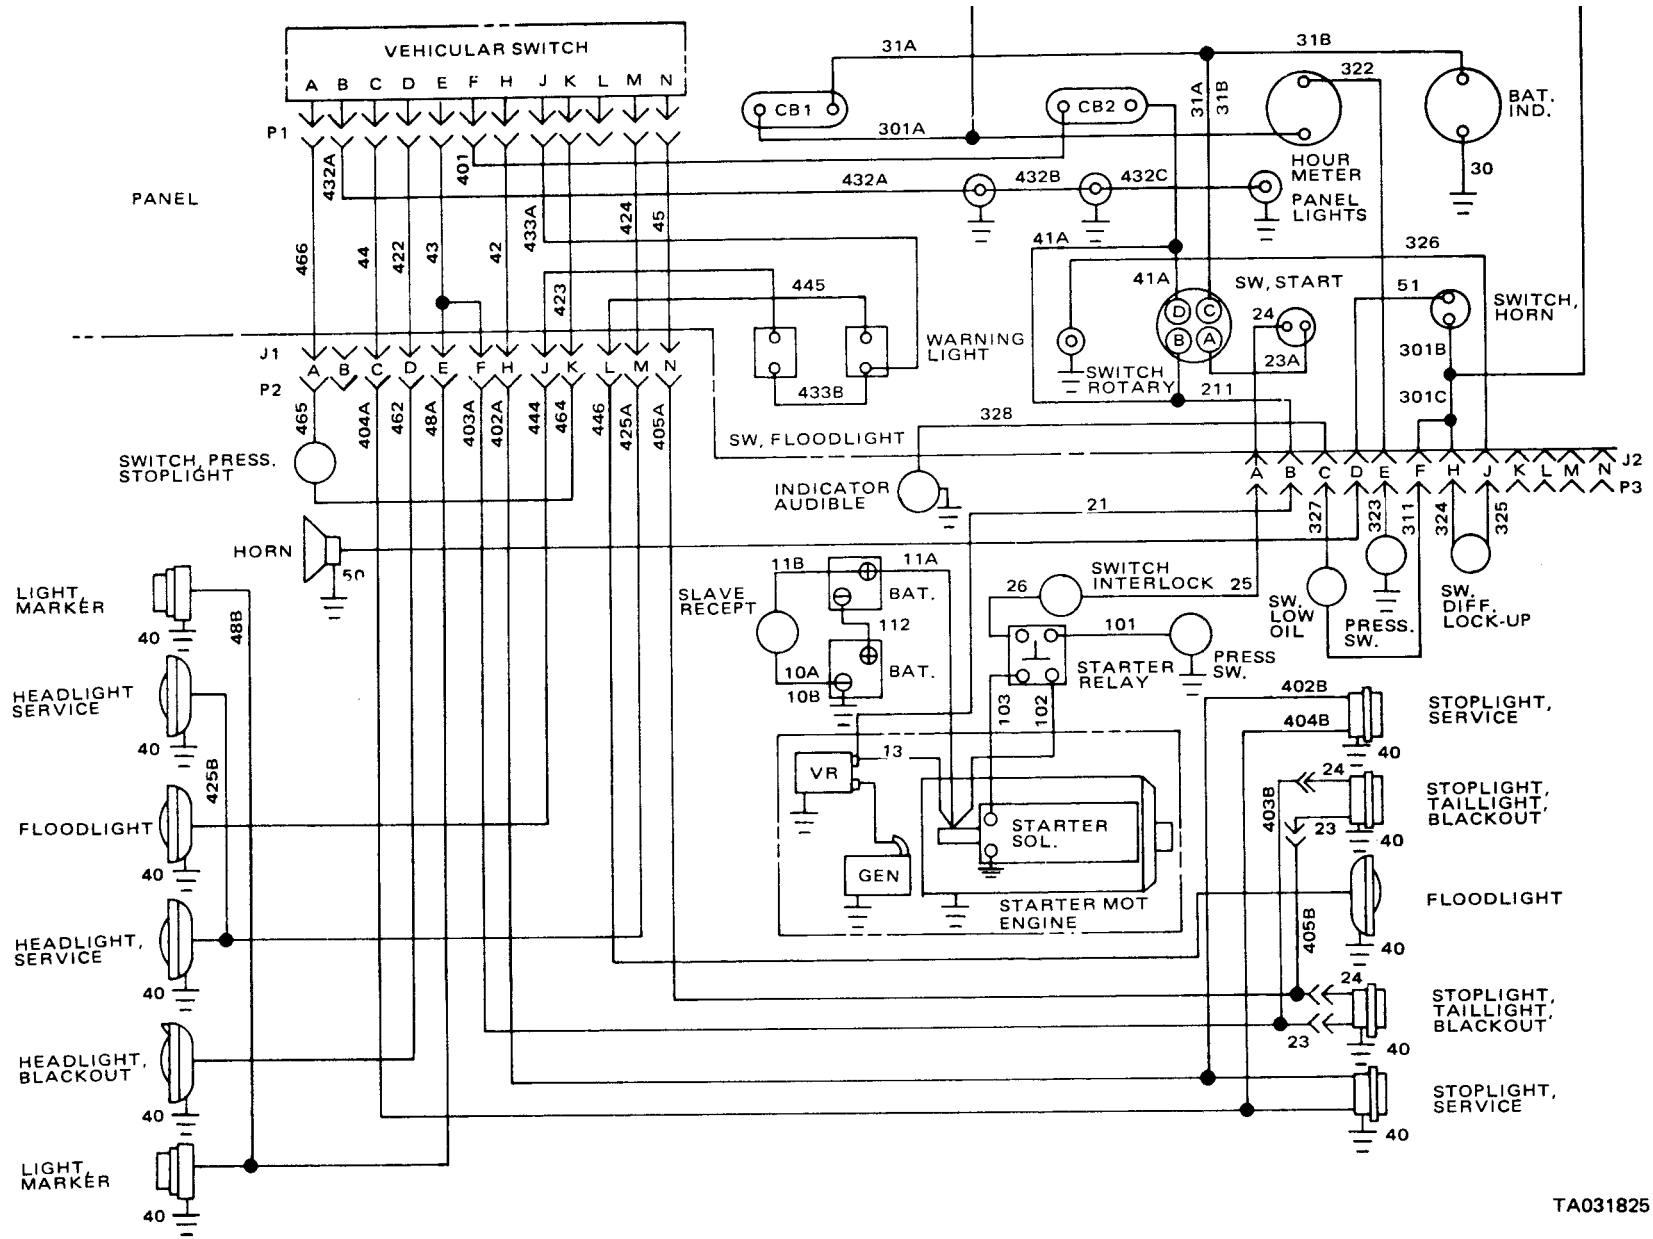 VEHICULAR SWITCH
A B C D E F H J K L M N
P1
PANEL
31A
31B
CB1
CB2
301A
31A
31B
322
HOUR
METER
BAT.
IND.
30
432A
401
432A
432B
432C
PANEL
LIGHTS
466
44
422
43
42
433A
423
424
45
41A
326
41A
SW, START
D C
B A
24
23A
51
SWITCH,
HORN
445
WARNING
LIGHT
433B
SWITCH
ROTARY
211
301B
301C
J1
A B C D E F H J K L M N
P2
465
404A
462
48A
403A
402A
444
464
446
425A
405A
SW, FLOODLIGHT
328
SWITCH, PRESS.
STOPLIGHT
INDICATOR
AUDIBLE
A B C D E F H J K L M N
J2
P3
21
327
323
311
324
325
HORN
50
LIGHT,
MARKER
40
48B
HEADLIGHT
SERVICE
40
425B
FLOODLIGHT
40
HEADLIGHT,
SERVICE
40
HEADLIGHT,
BLACKOUT
40
LIGHT,
MARKER
40
SLAVE
RECEPT
11B
11A
BAT.
112
10A
10B
BAT.
26
SWITCH
INTERLOCK
25
101
STARTER
RELAY
PRESS
SW.
103
102
SW.
LOW
OIL
PRESS.
SW.
SW.
DIFF.
LOCK-UP
VR
13
GEN
STARTER
SOL.
STARTER MOT
ENGINE
402B
404B
40
STOPLIGHT,
SERVICE
24
403B
23
40
STOPLIGHT,
TAILLIGHT,
BLACKOUT
405B
40
FLOODLIGHT
24
23
40
STOPLIGHT,
TAILLIGHT,
BLACKOUT
40
STOPLIGHT,
SERVICE
TA031825